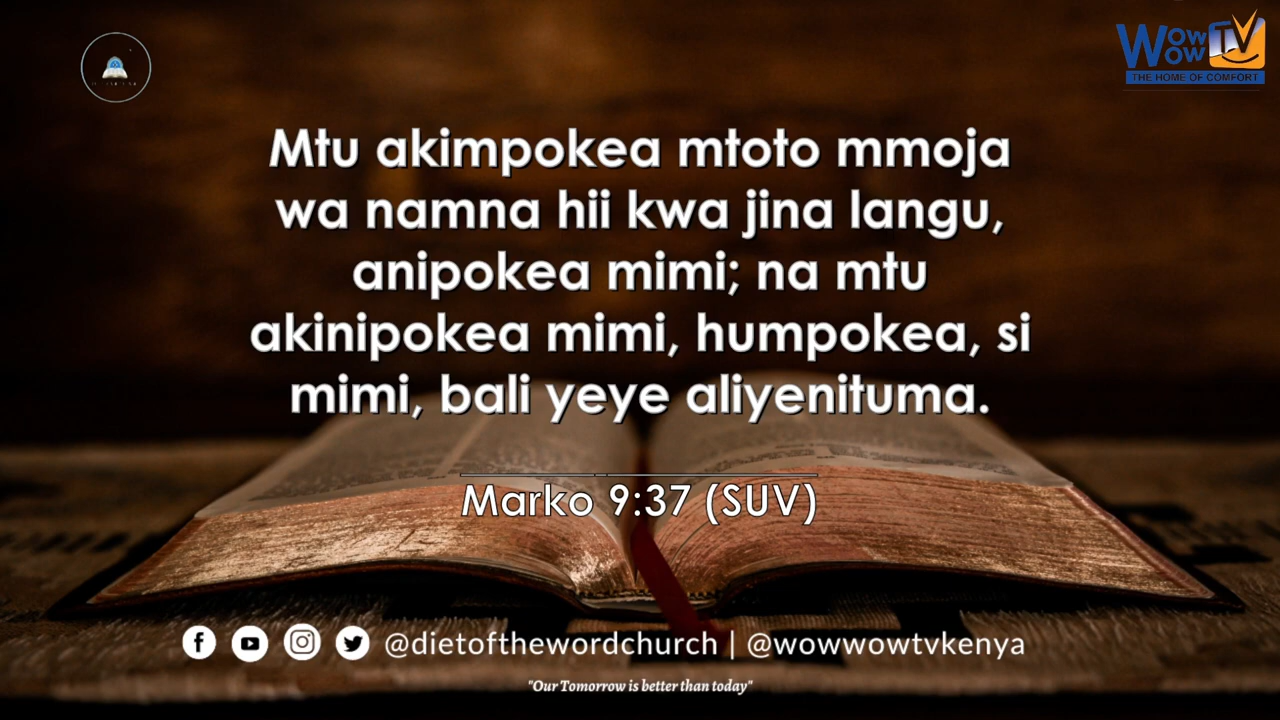 WOW WOW TV
THE HOME OF COMFORT
Mtu akimpokea mtoto mmoja
wa namna hii kwa jina langu,
anipokea mimi; na mtu
akinipokea mimi, humpokea, si
mimi, bali yeye aliyenituma.
Marko 9:37 (SUV)
@dietofthewordchurch | @wowwowtvkenya
"Our Tomorrow is better than today"